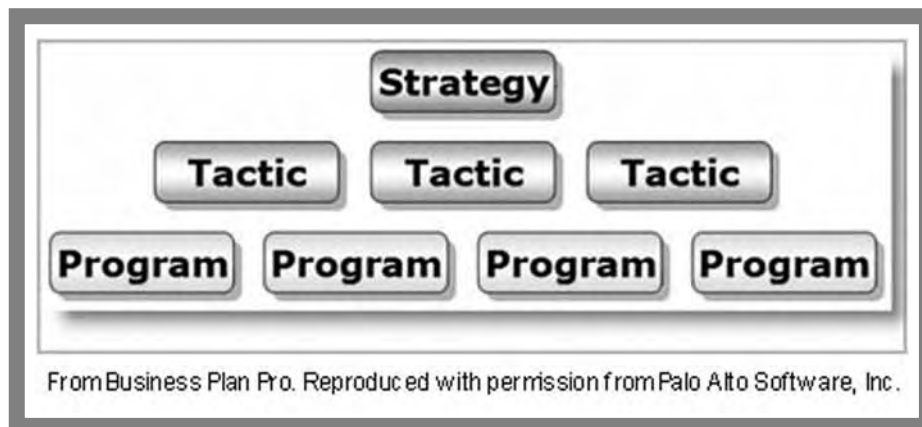 Strategy
Tactic Tactic Tactic
Program Program Program Program
From Business Plan Pro. Reproduced with permission from Palo Alto Software, Inc.